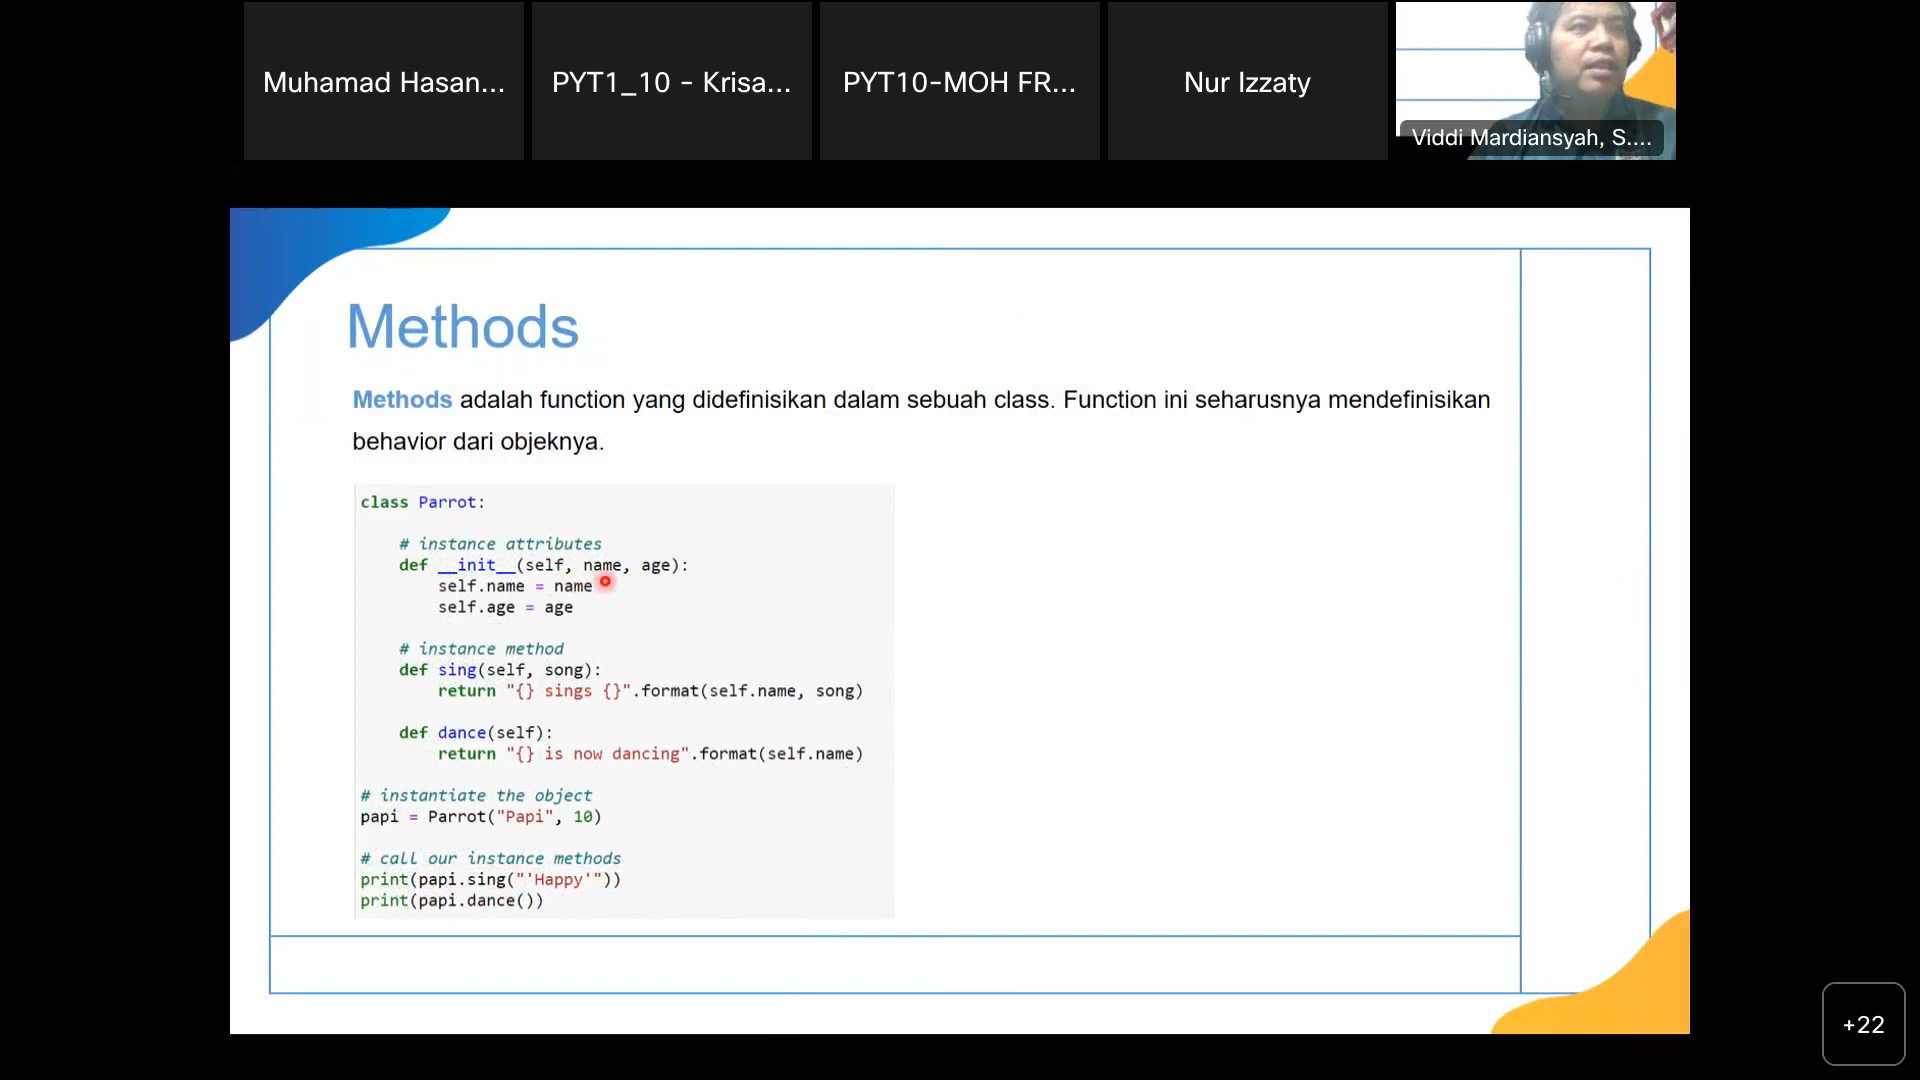 Muhamad Hasan...
PYT1_10 - Krisa...
PYT10-MOH FR...
Nur Izzaty
Viddi Mardiansyah, S....
Methods
Methods adalah function yang didefinisikan dalam sebuah class. Function ini seharusnya mendefinisikan
behavior dari objeknya.
class Parrot:
# instance attributes
def __init__(self, name, age):
self.name = name
self.age = age
# instance method
def sing(self, song):
return "{} sings {}".format(self.name, song)
def dance(self):
return "{} is now dancing".format(self.name)
# instantiate the object
papi = Parrot("Papi", 10)
# call our instance methods
print(papi.sing("'Happy'"))
print(papi.dance())
+22